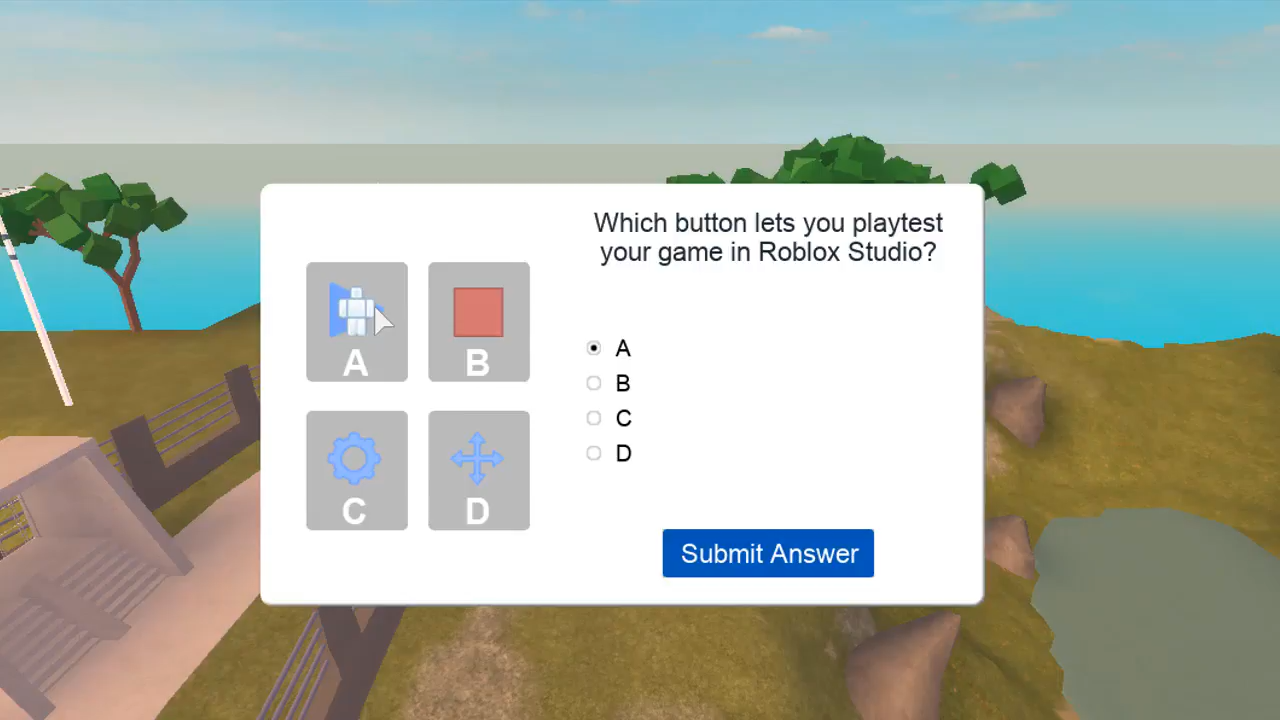 Which button lets you playtest
your game in Roblox Studio?
A
B
C
D
A
B
C
D
Submit Answer